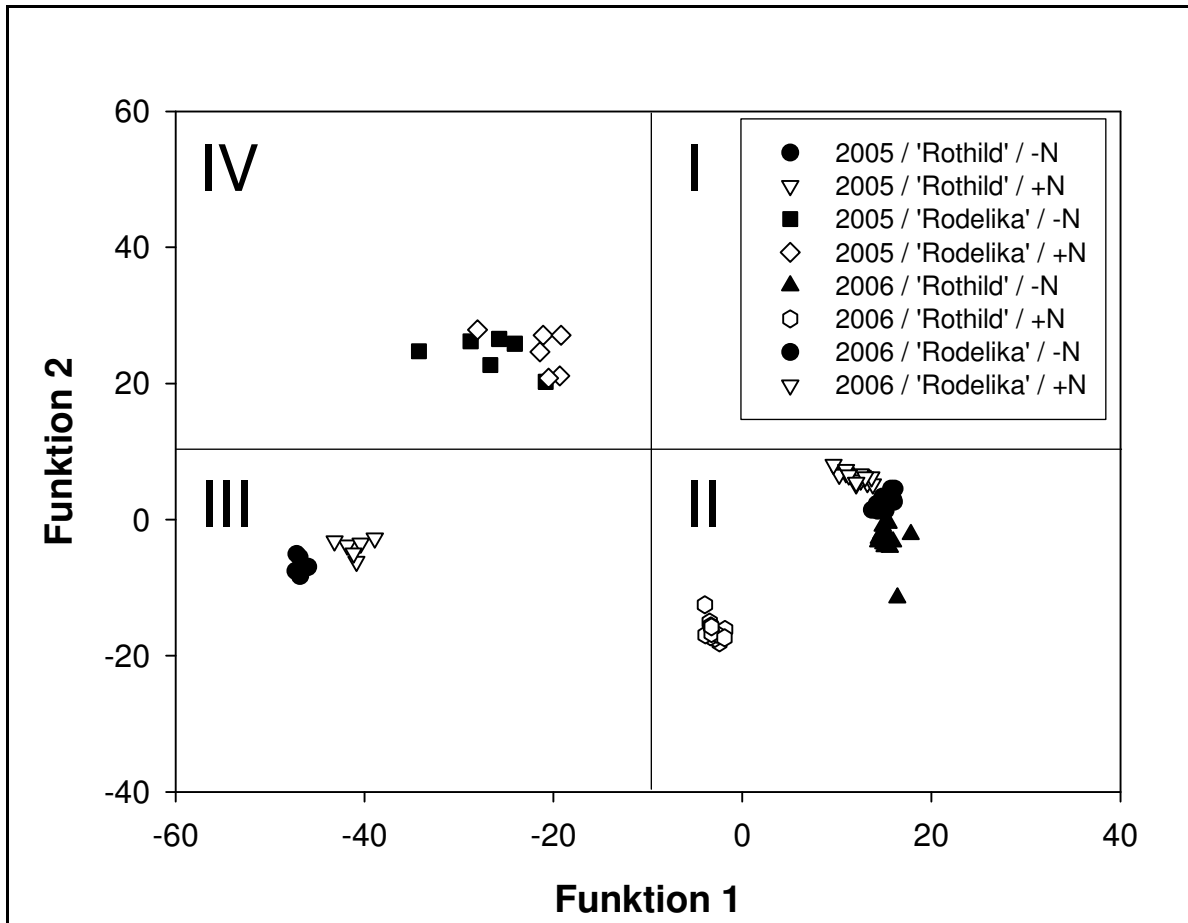 60
40
20
0
-20
-40
-60
-40
-20
0
20
40
Funktion 2
Funktion 1
IV
I
III
II
2005 / 'Rothild' / -N
2005 / 'Rothild' / +N
2005 / 'Rodelika' / -N
2005 / 'Rodelika' / +N
2006 / 'Rothild' / -N
2006 / 'Rothild' / +N
2006 / 'Rodelika' / -N
2006 / 'Rodelika' / +N